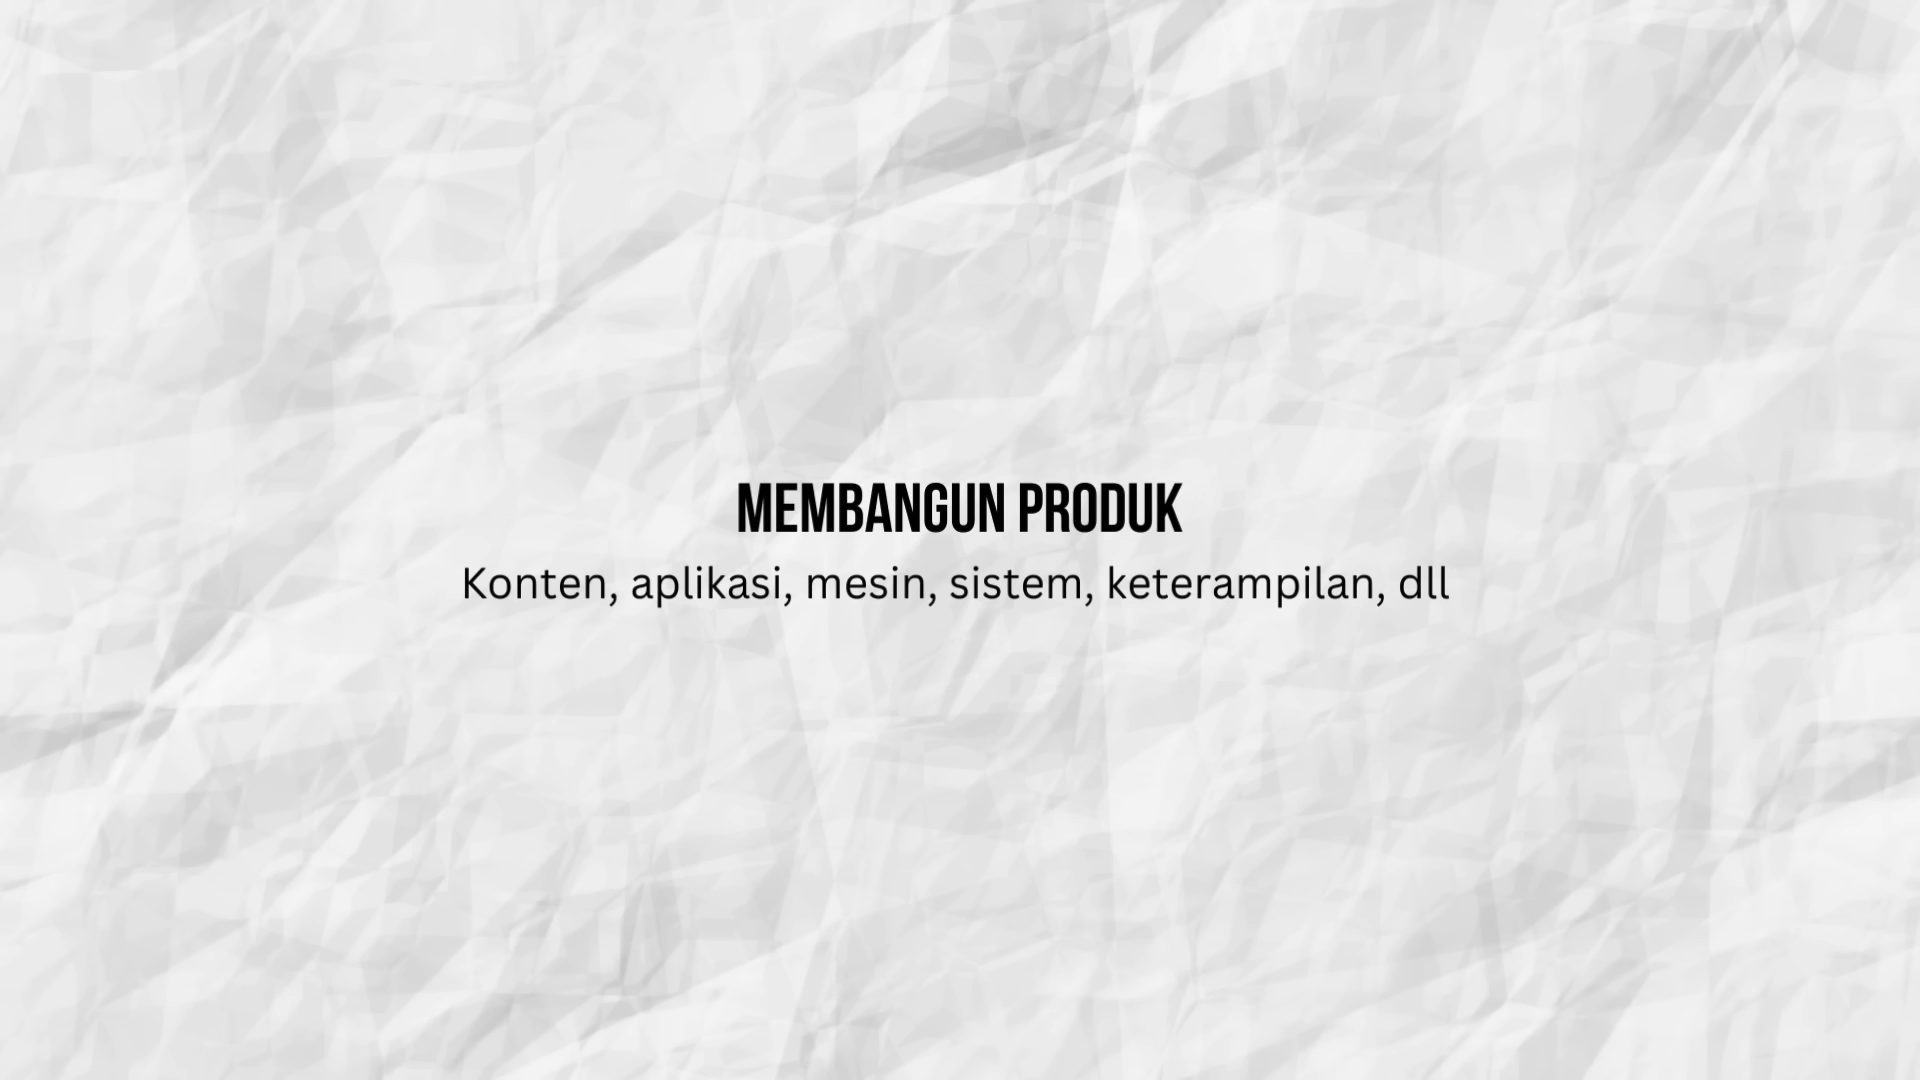 MEMBANGUN PRODUK
Konten, aplikasi, mesin, sistem, keterampilan, dll